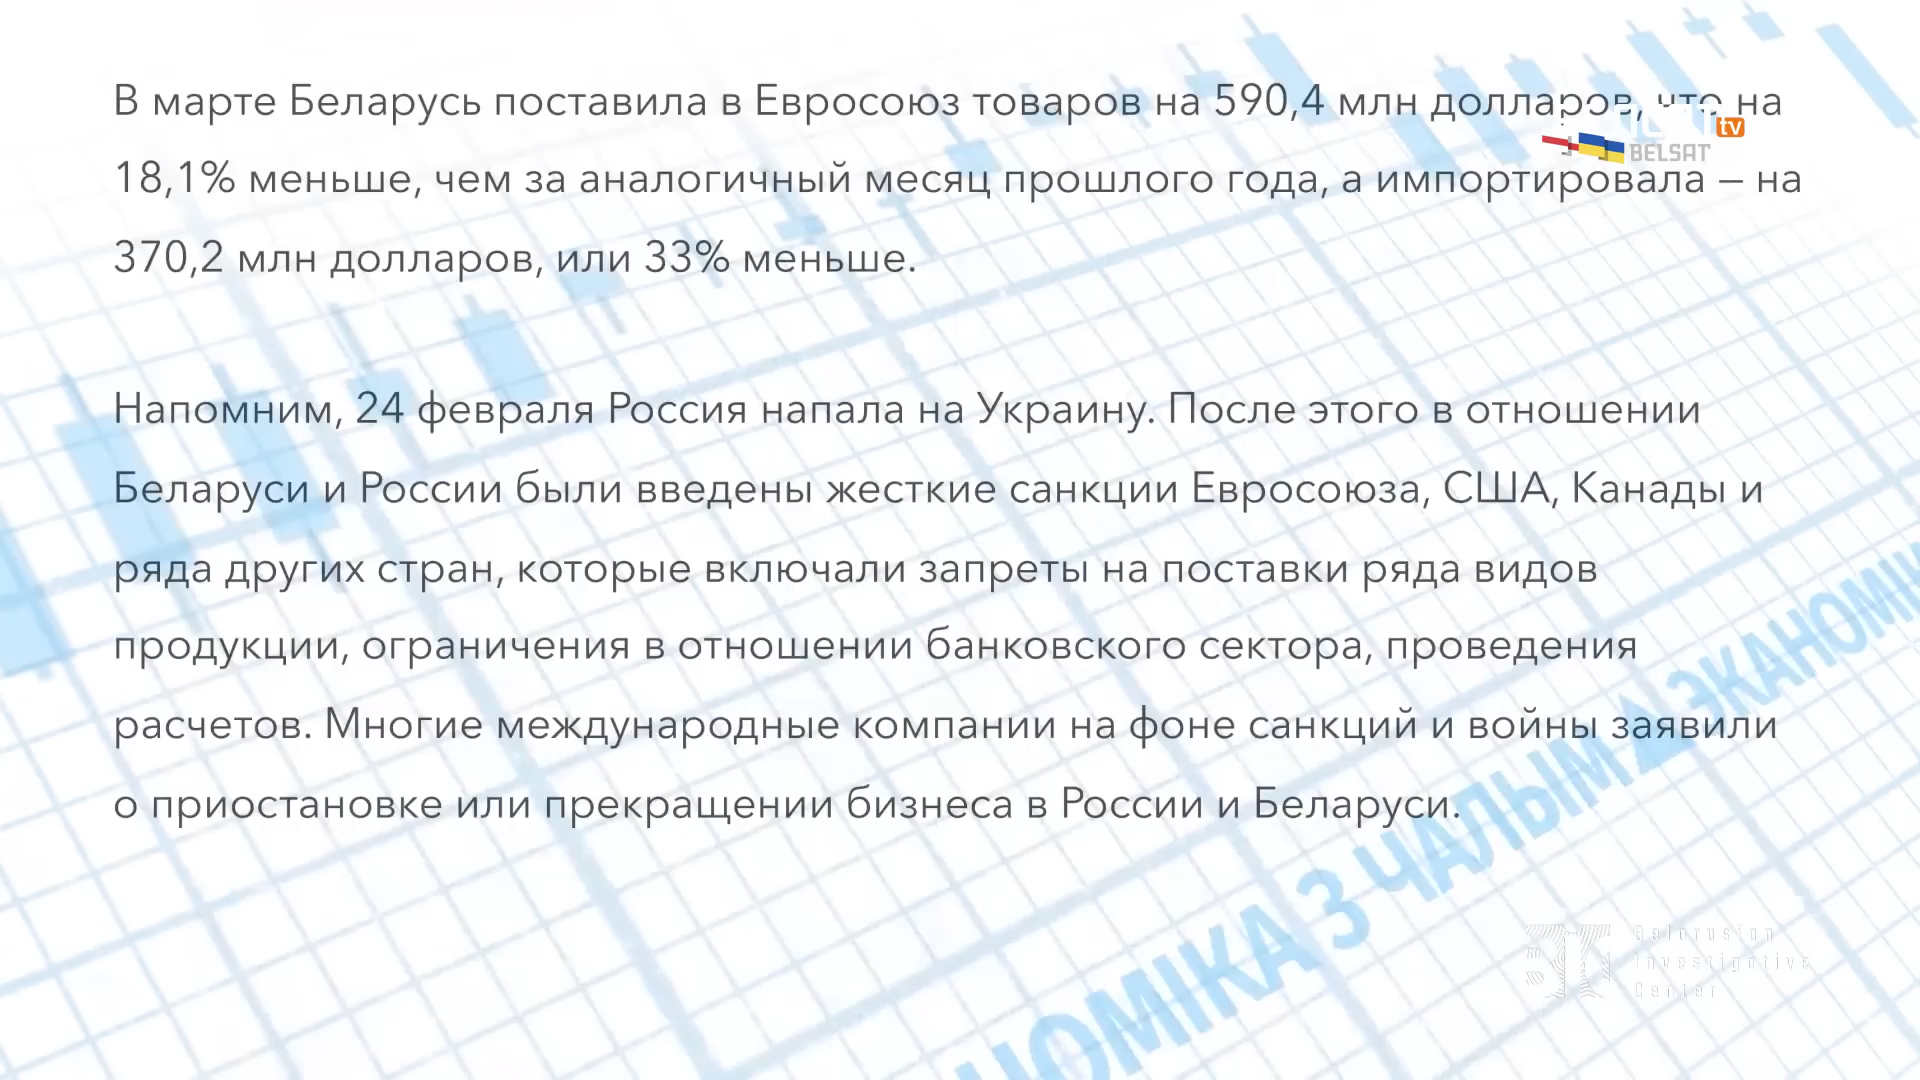 В марте Беларусь поставила в Евросоюз товаров на 590,4 млн долларов, что на
18,1% меньше, чем за аналогичный месяц прошлого года, а импортировала — на
370,2 млн долларов, или 33% меньше.
tv
BELSAT
Напомним, 24 февраля Россия напала на Украину. После этого в отношении
Беларуси и России были введены жесткие санкции Евросоюза, США, Канады и
ряда других стран, которые включали запреты на поставки ряда видов
продукции, ограничения в отношении банковского сектора, проведения
расчетов. Многие международные компании на фоне санкций и войны заявили
о приостановке или прекращении бизнеса в России и Беларуси.
НОМІКА З ЧАЛЫМ ЭКАНОМІК
Belarusian
Investigative
Center